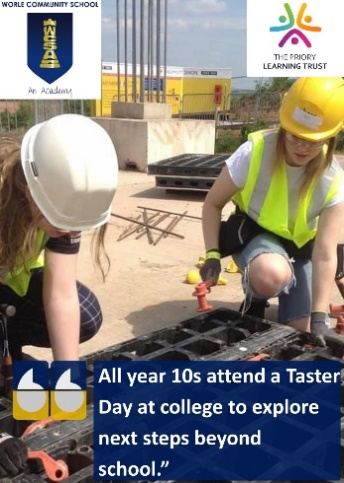 WORLE COMMUNITY SCHOOL
WCSA
An Academy
THE PRIORY
LEARNING TRUST
All year 10s attend a Taster
Day at college to explore
next steps beyond
school.”